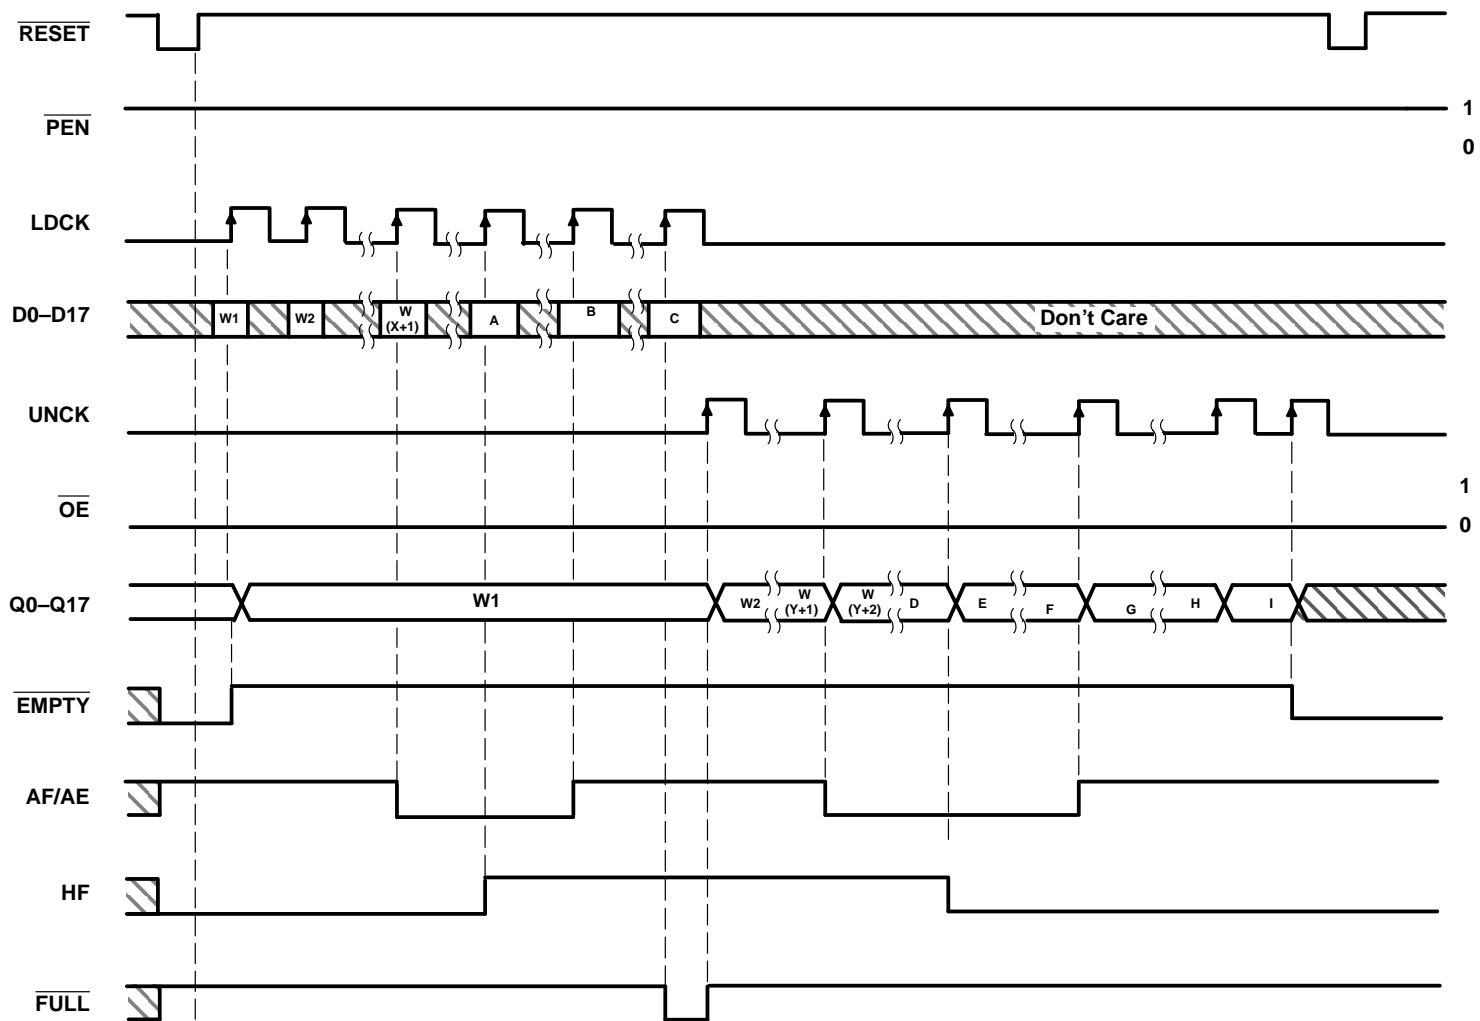 RESET
PEN
1
0
LDCK
D0–D17
W1
W2
W
(X+1)
A
B
C
Don't Care
UNCK
OE
1
0
Q0–Q17
W1
W2
W
(Y+1)
W
(Y+2)
D
E
F
G
H
I
EMPTY
AF/AE
HF
FULL